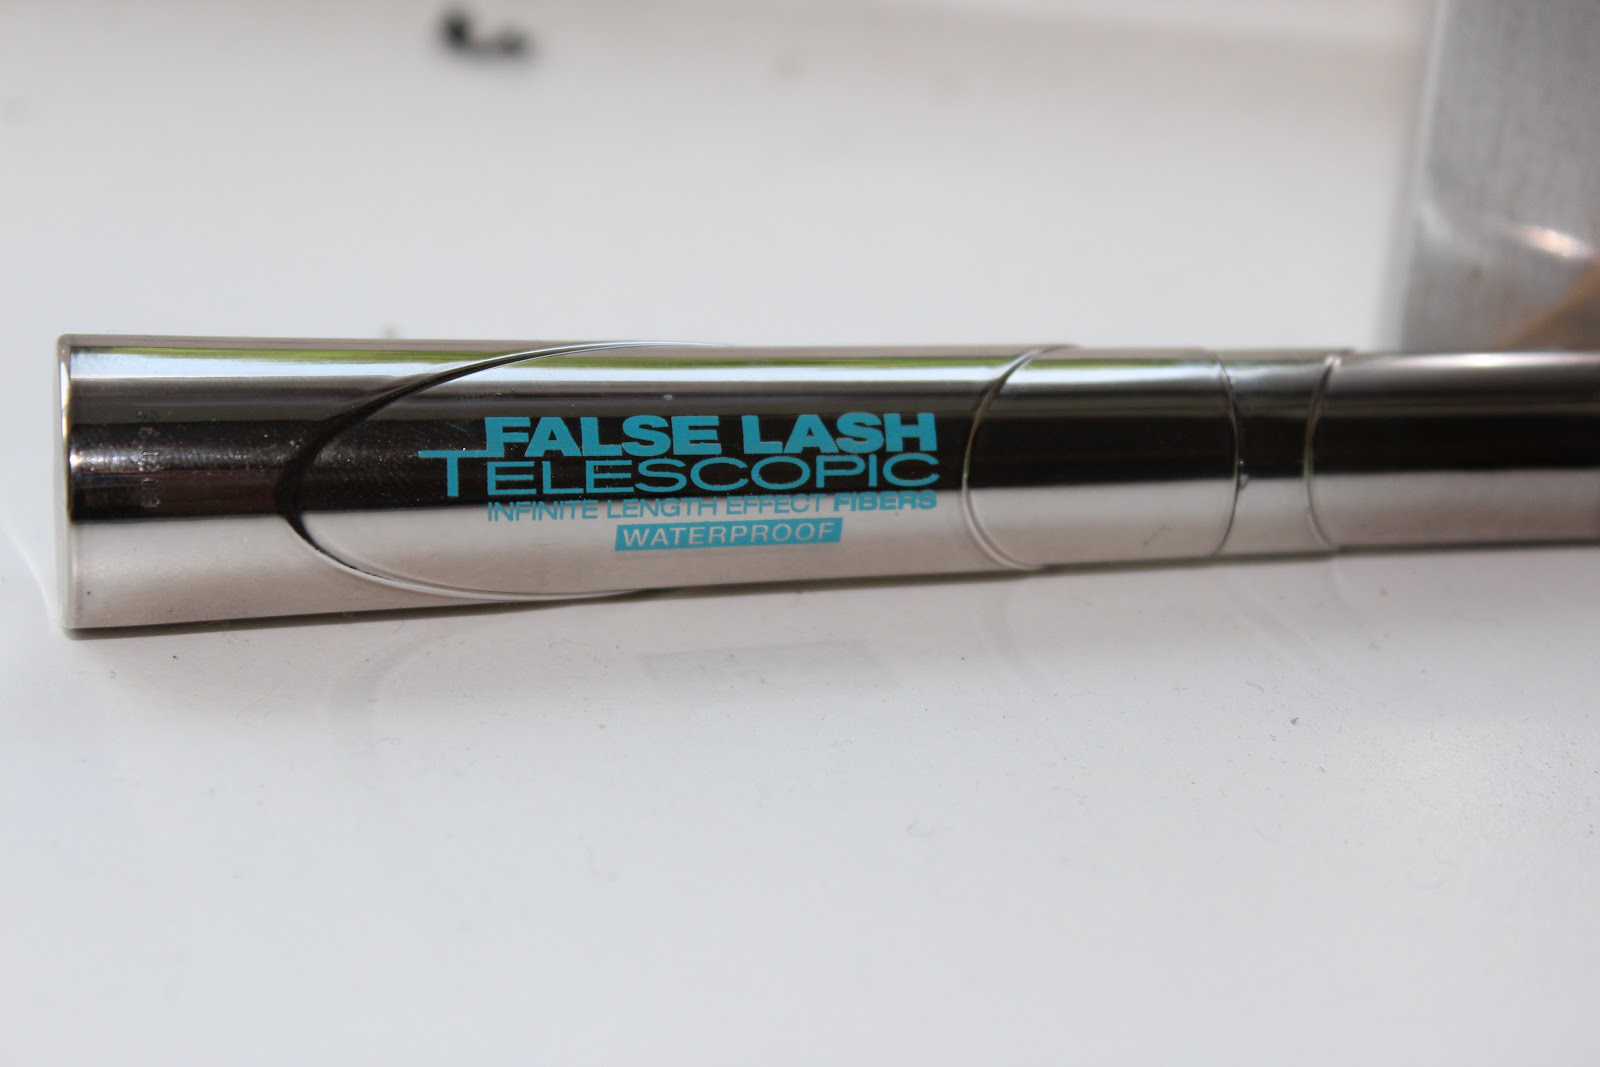 FALSE LASH
TELESCOPIC
INFINITE LENGTH EFFECT FIBERS
WATERPROOF